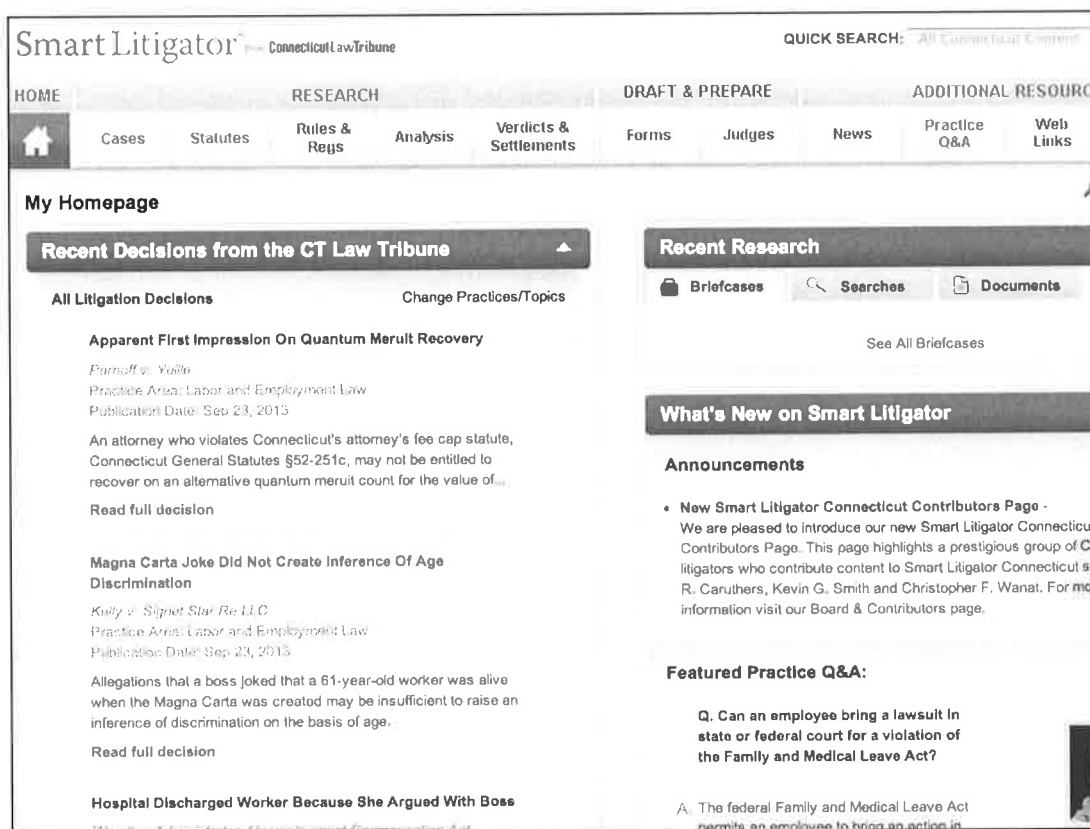 Smart Litigator ConnecticutLawTribune
QUICK SEARCH: All Connecticut Content
HOME RESEARCH DRAFT & PREPARE ADDITIONAL RESOURC
Cases Statutes Rules & Regs Analysis Verdicts & Settlements Forms Judges News Practice Q&A Web Links
My Homepage
Recent Decisions from the CT Law Tribune
All Litigation Decisions Change Practices/Topics
Apparent First Impression On Quantum Meruit Recovery
Parnoff v. Yuille
Practice Area: Labor and Employment Law
Publication Date: Sep 23, 2013
An attorney who violates Connecticut's attorney's fee cap statute,
Connecticut General Statutes §52-251c, may not be entitled to
recover on an alternative quantum meruit count for the value of...
Read full decision
Magna Carta Joke Did Not Create Inference Of Age
Discrimination
Kelly v. Signet Star Re LLC
Practice Area: Labor and Employment Law
Publication Date: Sep 23, 2013
Allegations that a boss joked that a 61-year-old worker was alive
when the Magna Carta was created may be insufficient to raise an
inference of discrimination on the basis of age.
Read full decision
Hospital Discharged Worker Because She Argued With Boss
Recent Research
Briefcases Searches Documents
See All Briefcases
What's New on Smart Litigator
Announcements
• New Smart Litigator Connecticut Contributors Page -
We are pleased to introduce our new Smart Litigator Connecticu
Contributors Page. This page highlights a prestigious group of C
litigators who contribute content to Smart Litigator Connecticut s
R. Caruthers, Kevin G. Smith and Christopher F. Wanat. For mo
information visit our Board & Contributors page.
Featured Practice Q&A:
Q. Can an employee bring a lawsuit in
state or federal court for a violation of
the Family and Medical Leave Act?
A. The federal Family and Medical Leave Act
permits an employee to bring an action in